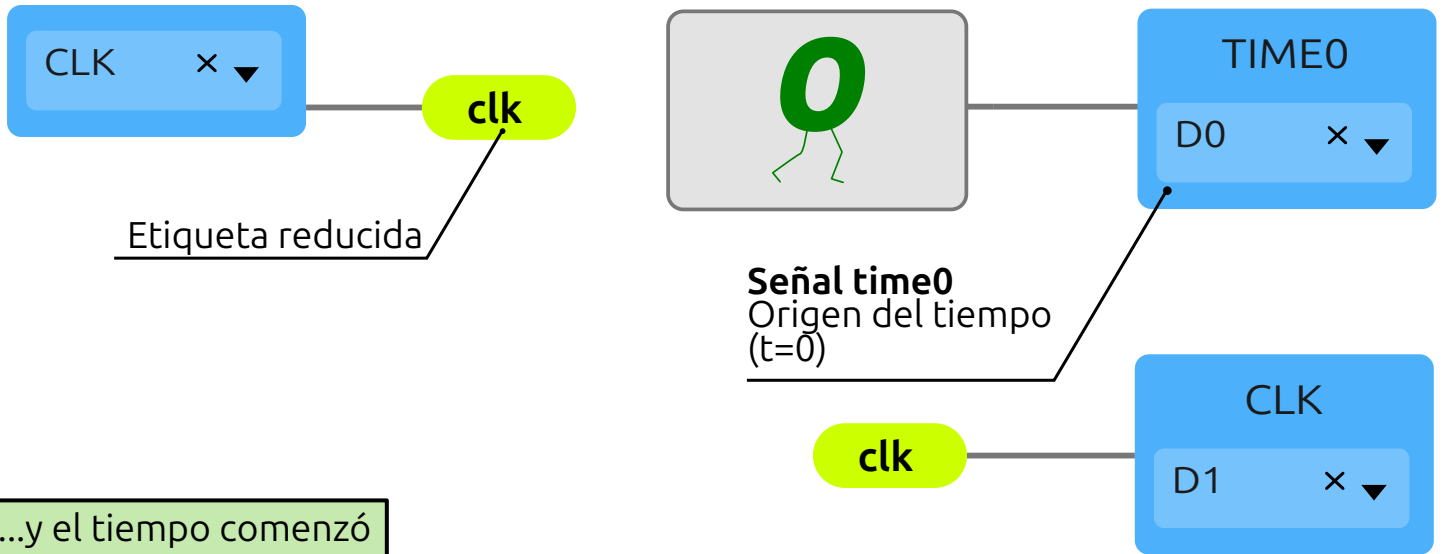 CLK
clk
Etiqueta reducida
0
TIME0
D0
Señal time0
Origen del tiempo
(t=0)
clk
CLK
D1
...y el tiempo comenzó